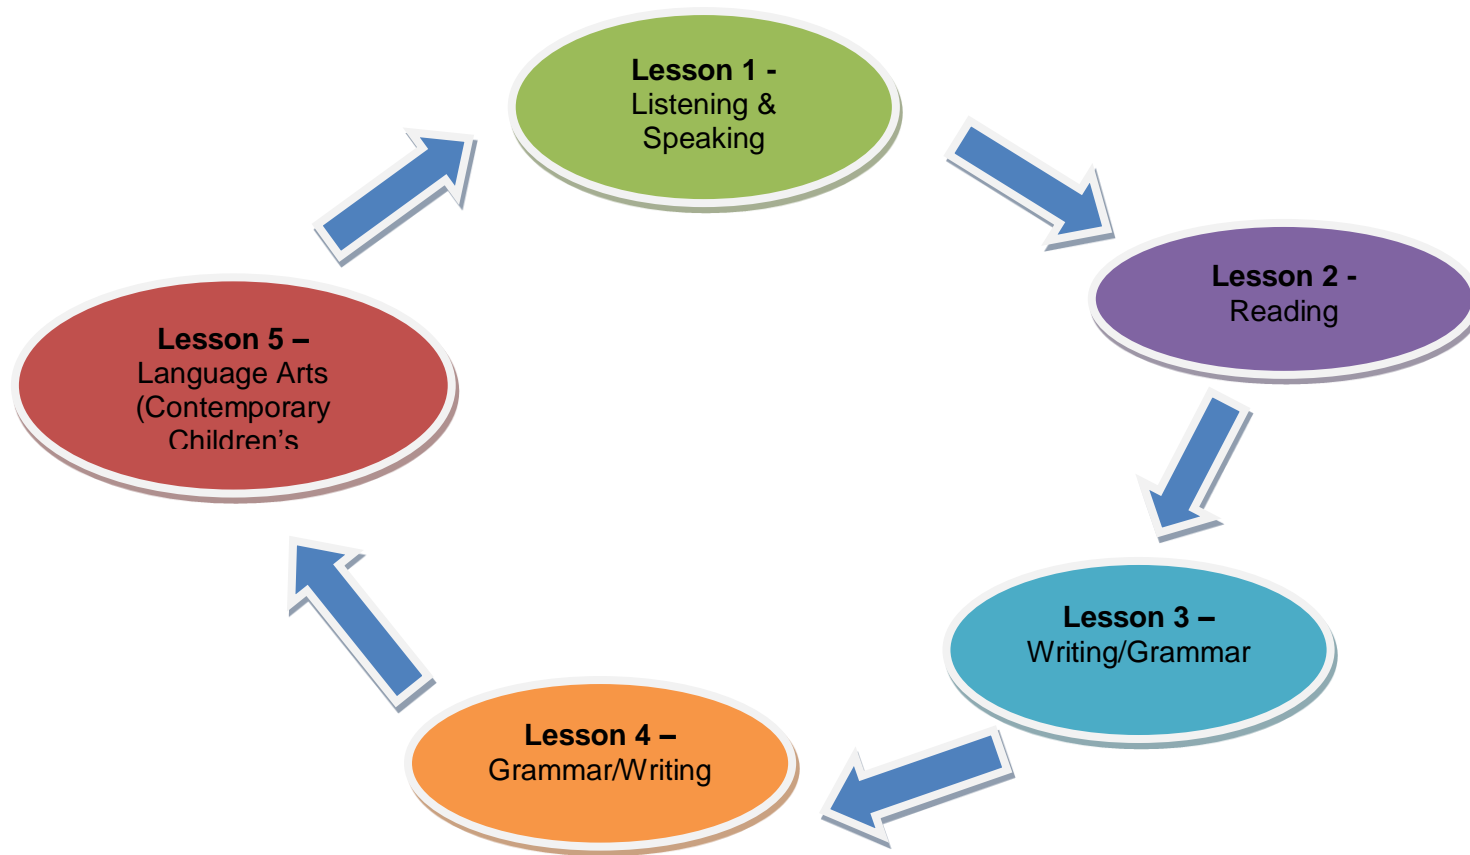 Lesson 1 -
Listening &
Speaking
Lesson 2 -
Reading
Lesson 3 –
Writing/Grammar
Lesson 4 –
Grammar/Writing
Lesson 5 –
Language Arts
(Contemporary
Children’s